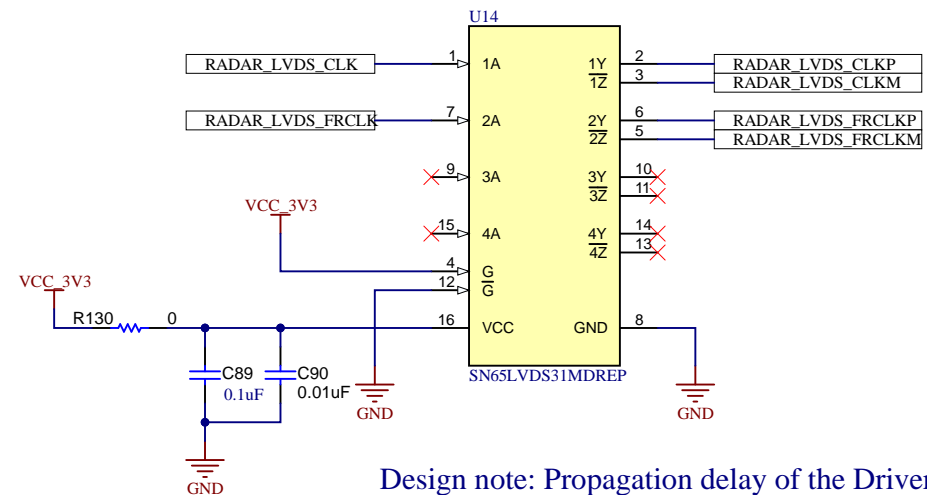 U14
RADAR_LVDS_CLK 1 1A 1Y 2 RADAR_LVDS_CLKP
1Z 3 RADAR_LVDS_CLKM
RADAR_LVDS_FRCLK 7 2A 2Y 6 RADAR_LVDS_FRCLKP
2Z 5 RADAR_LVDS_FRCLKM
9 3A 3Y 10
3Z 11
VCC_3V3
15 4A 4Y 14
4Z 13
4 G
12 G
VCC_3V3
R130 0 16 VCC GND 8
C89 0.1uF
C90 0.01uF
SN65LVDS31MDREP
GND
GND
GND
Design note: Propagation delay of the Driver